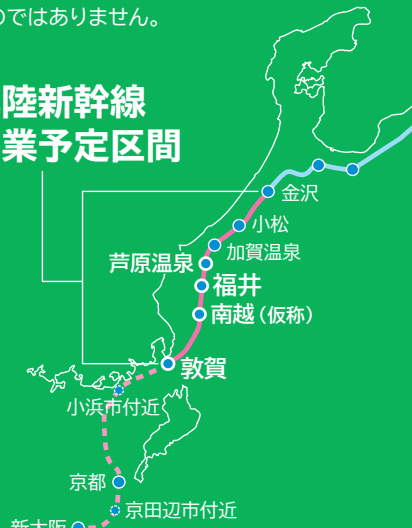 のではありません。
陸新幹線
業予定区間
金沢
小松
加賀温泉
芦原温泉
福井
南越（仮称）
敦賀
小浜市付近
京都
京田辺市付近
新大阪